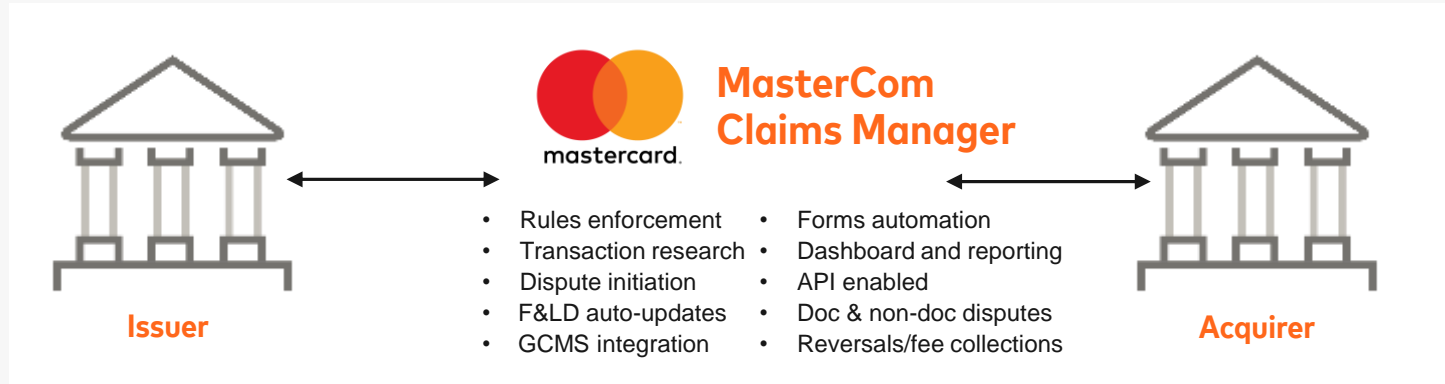 MasterCom
Claims Manager
mastercard.
• Rules enforcement
• Transaction research
• Dispute initiation
• F&LD auto-updates
• GCMS integration
• Forms automation
• Dashboard and reporting
• API enabled
• Doc & non-doc disputes
• Reversals/fee collections
Issuer
Acquirer